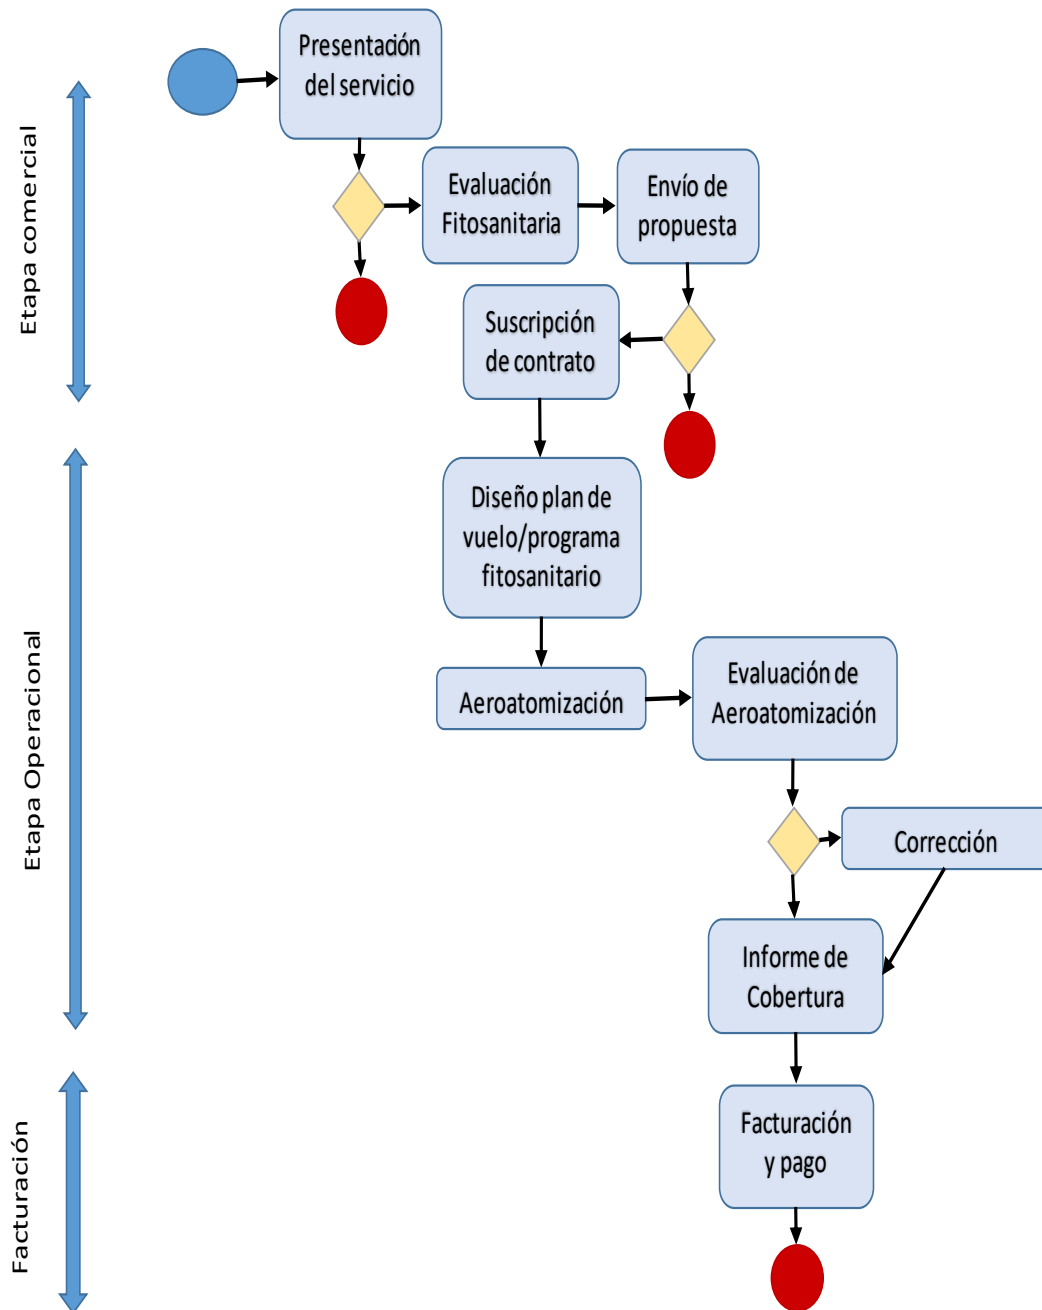 Presentación
del servicio
Etapa comercial
Evaluación
Fitosanitaria
Envío de
propuesta
Suscripción
de contrato
Etapa Operacional
Diseño plan de
vuelo/programa
fitosanitario
Aeroatomización
Evaluación de
Aeroatomización
Corrección
Informe de
Cobertura
Facturación
Facturación
y pago